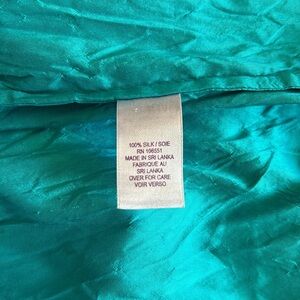 100% SILK / SOIE
RN 106551
MADE IN SRI LANKA
FABRIQUE AU
SRI LANKA
OVER FOR CARE
VOIR VERSO